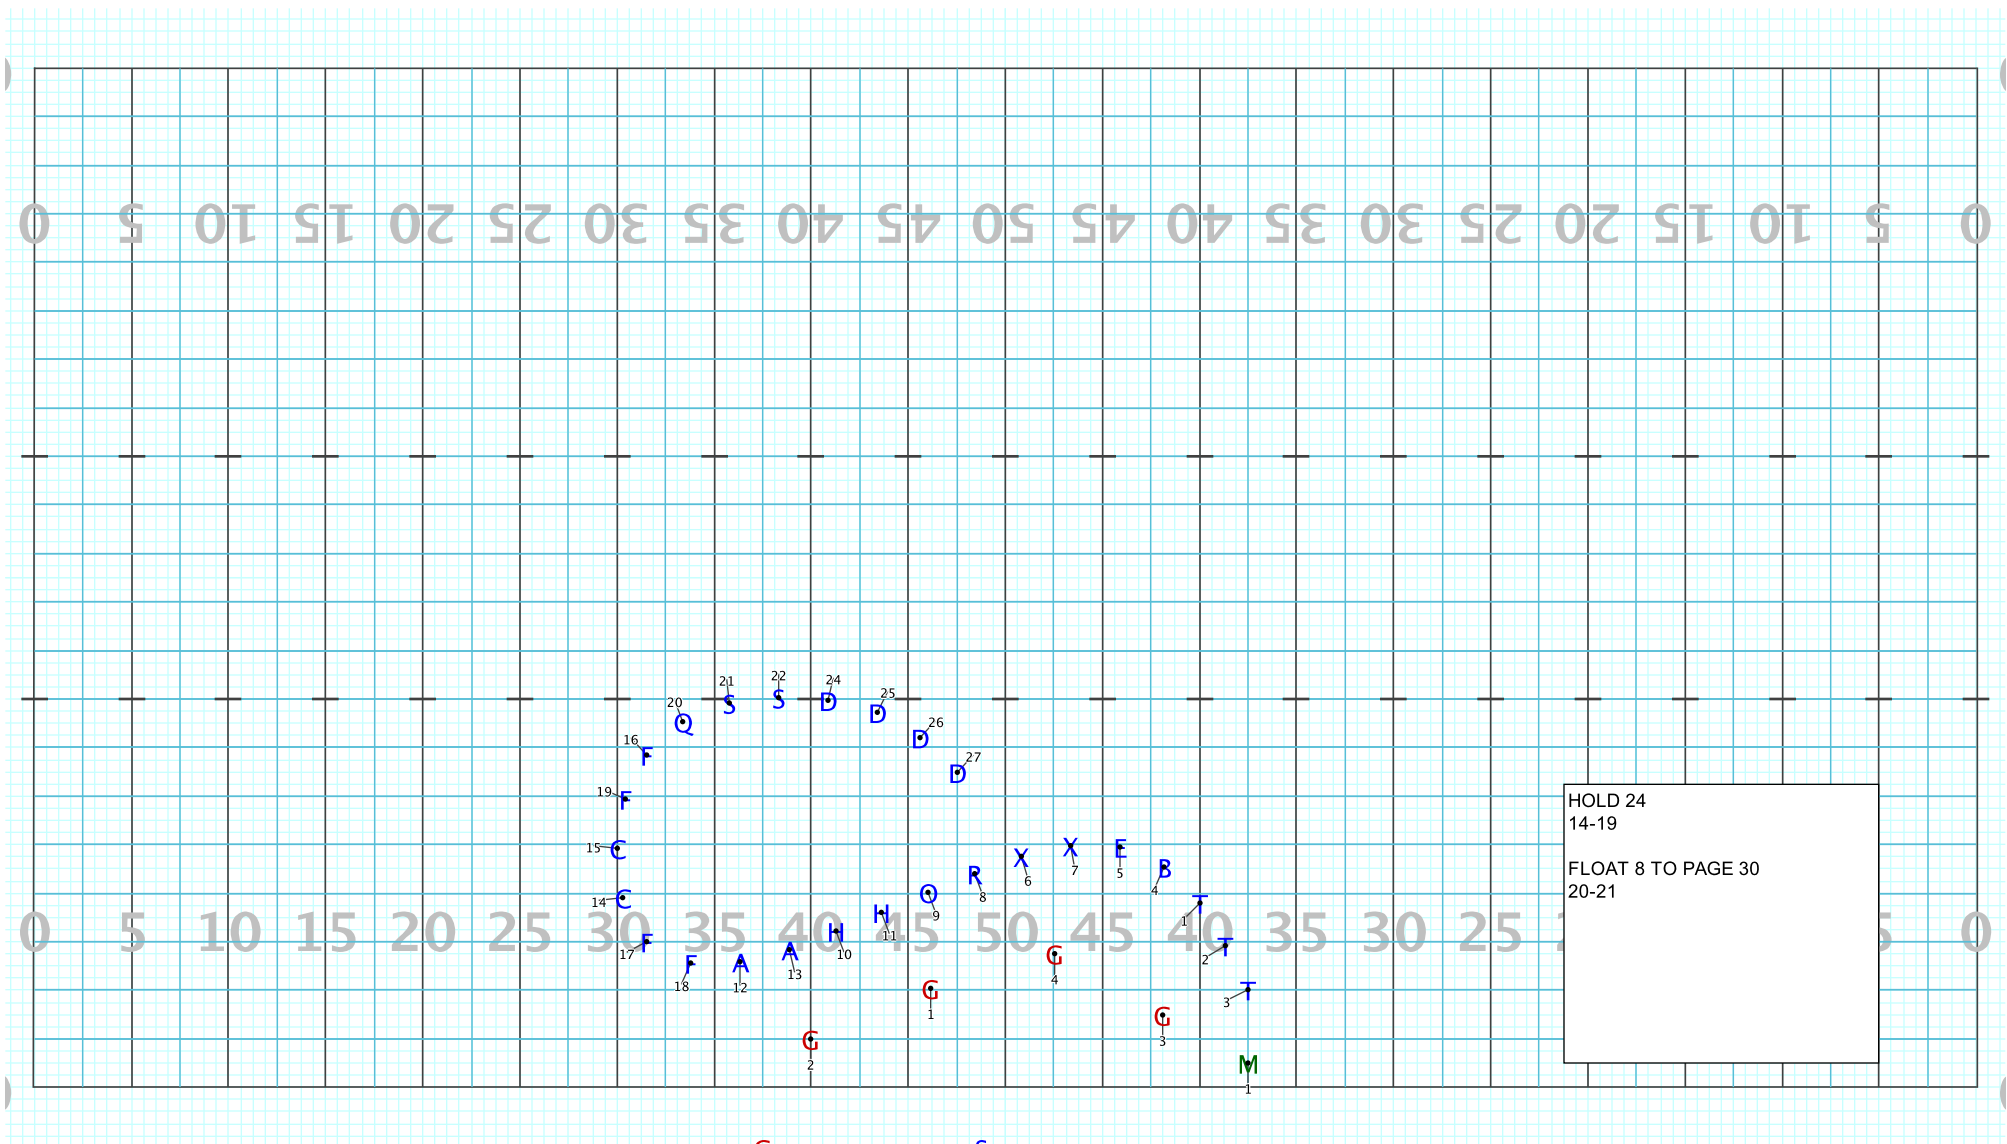 0 5 10 15 20 25 30 35 40 45 50 45 40 35 30 25 20 15 10 5 0
21 22 24
20 S S D 25
Q D 26
16 D
F 27
D
19 F
HOLD 24
14-19
FLOAT 8 TO PAGE 30
20-21
15 C X X E
7 5
X B
6 4
R
8
14 C O T
9 1
H
11
0 5 10 15 20 25 30 35 40 45 50 45 40 35 30 25 5 0
17 F A H T
13 10 2
18 F 12 A G
4
G T
1 3
G
3
G
2
M
1